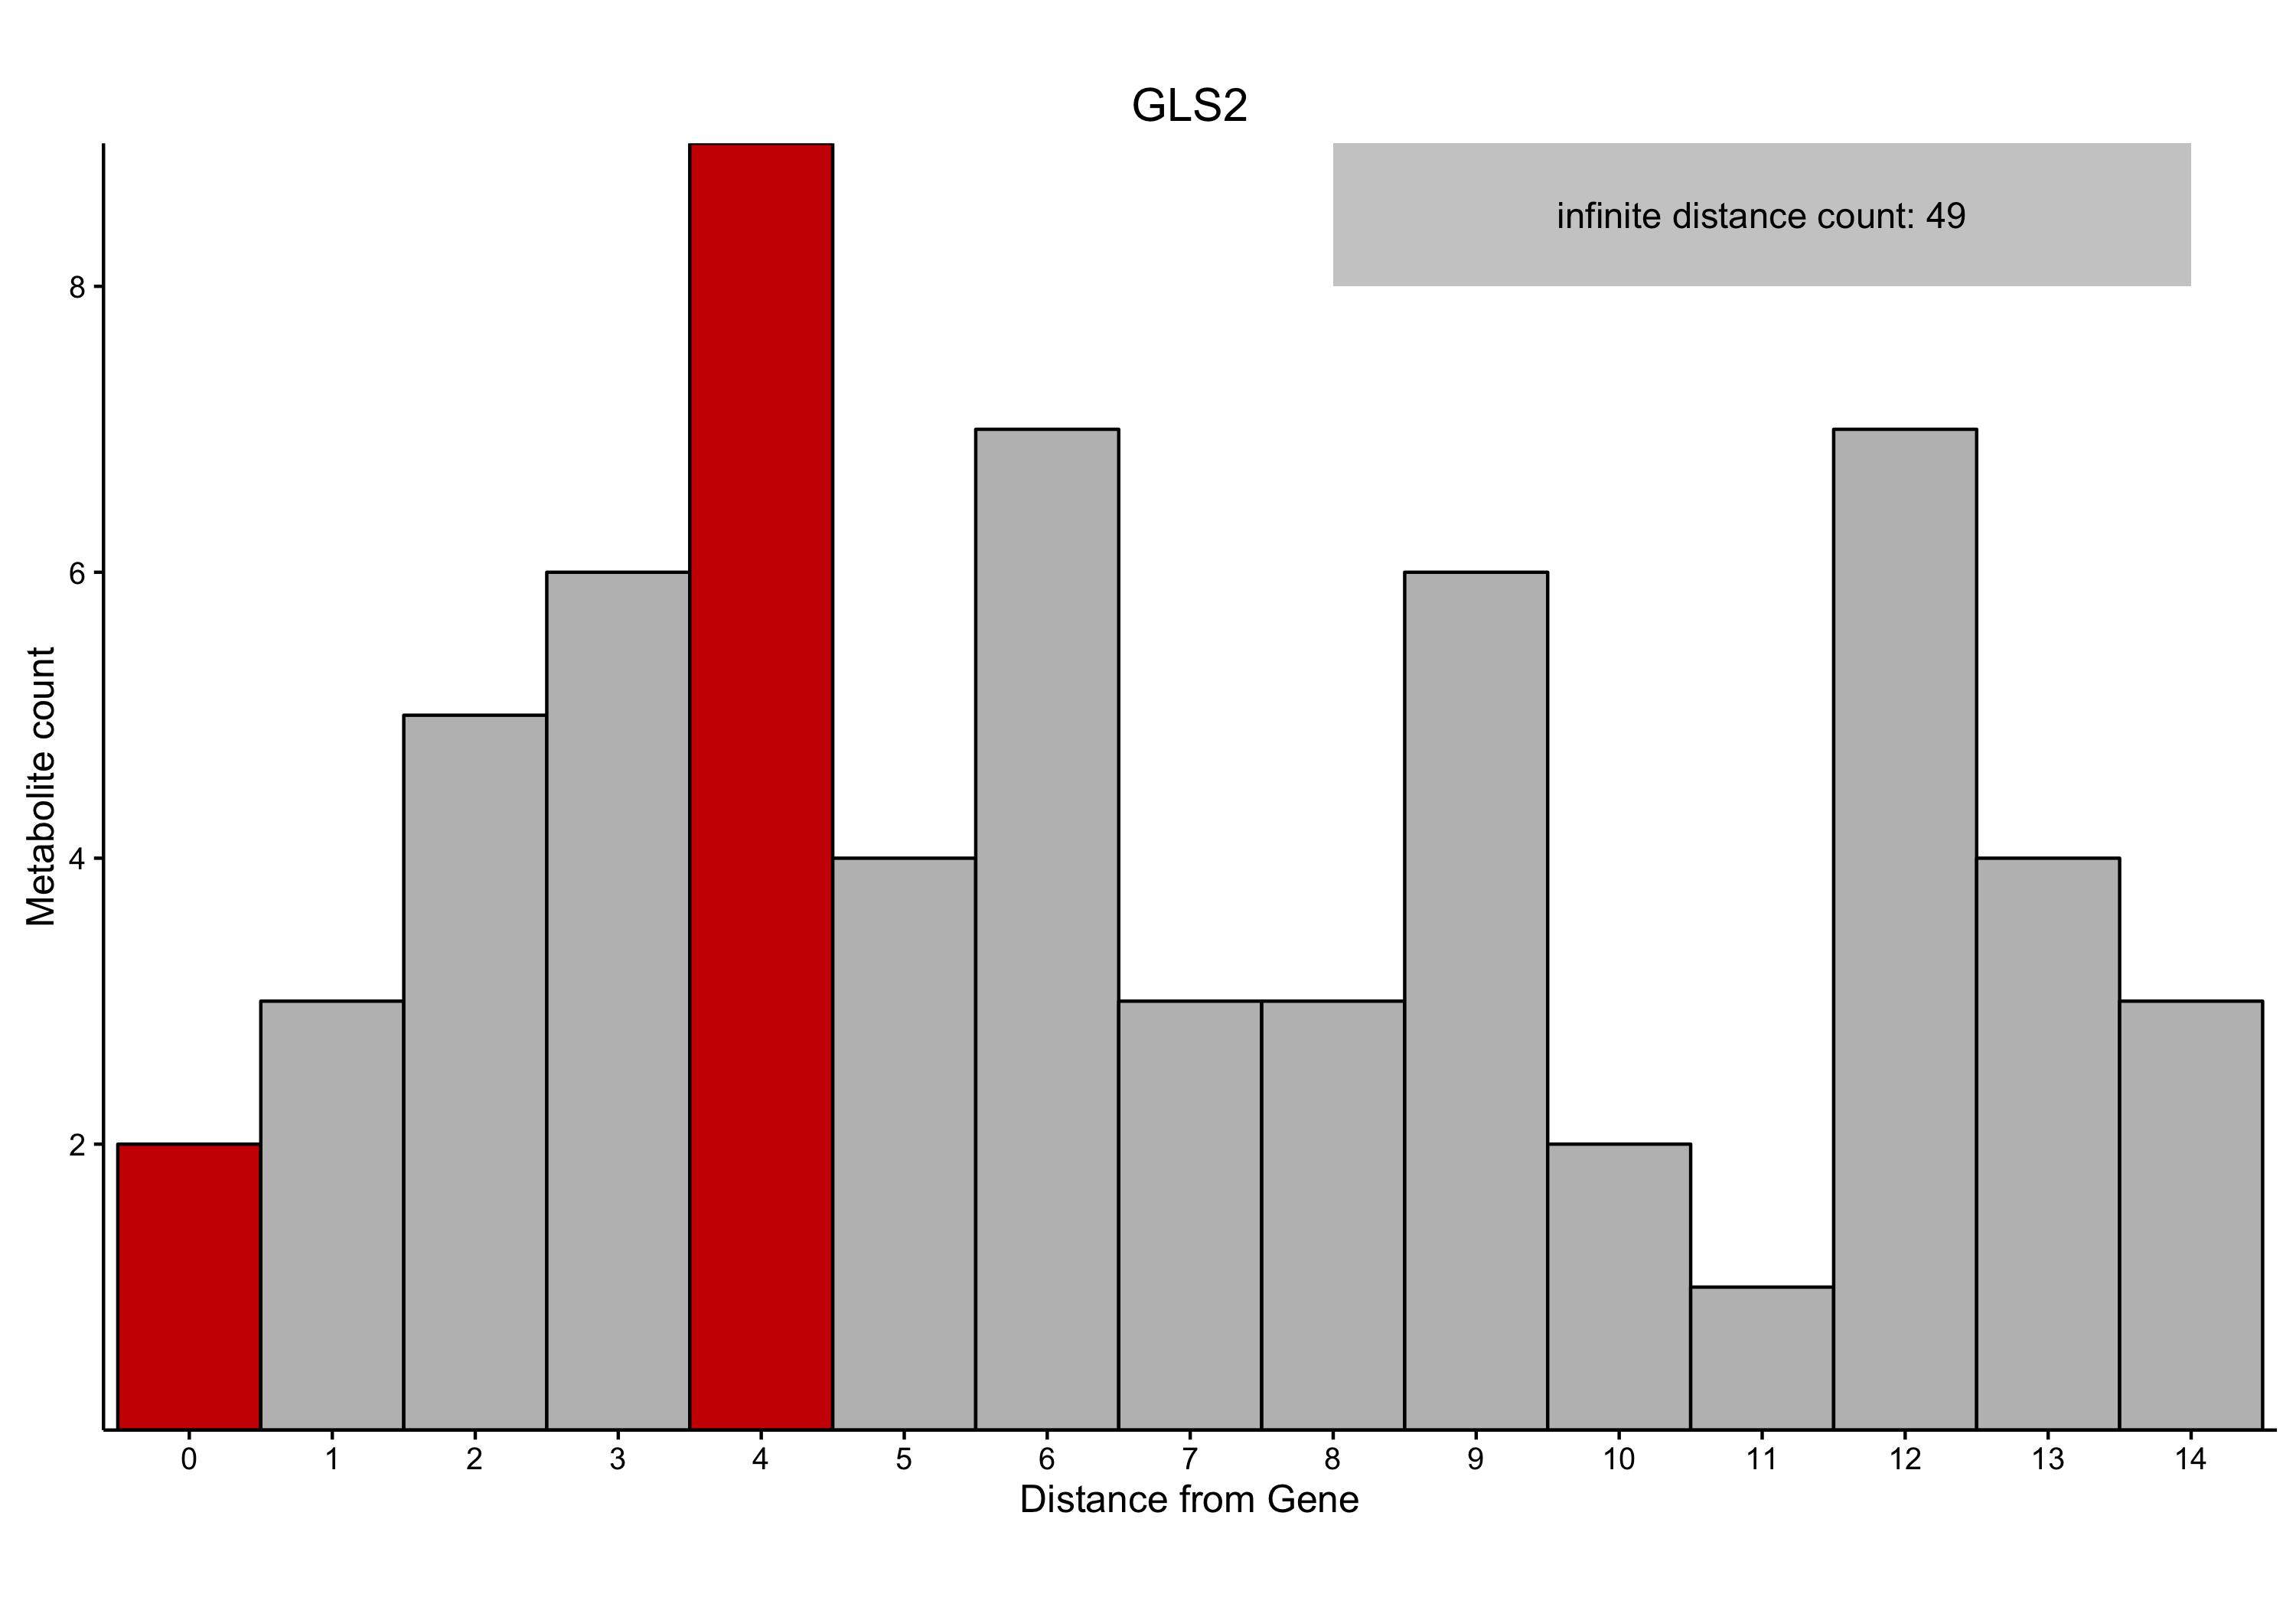 GLS2
infinite distance count: 49
Metabolite count
8
6
4
2
0 1 2 3 4 5 6 7 8 9 10 11 12 13 14
Distance from Gene